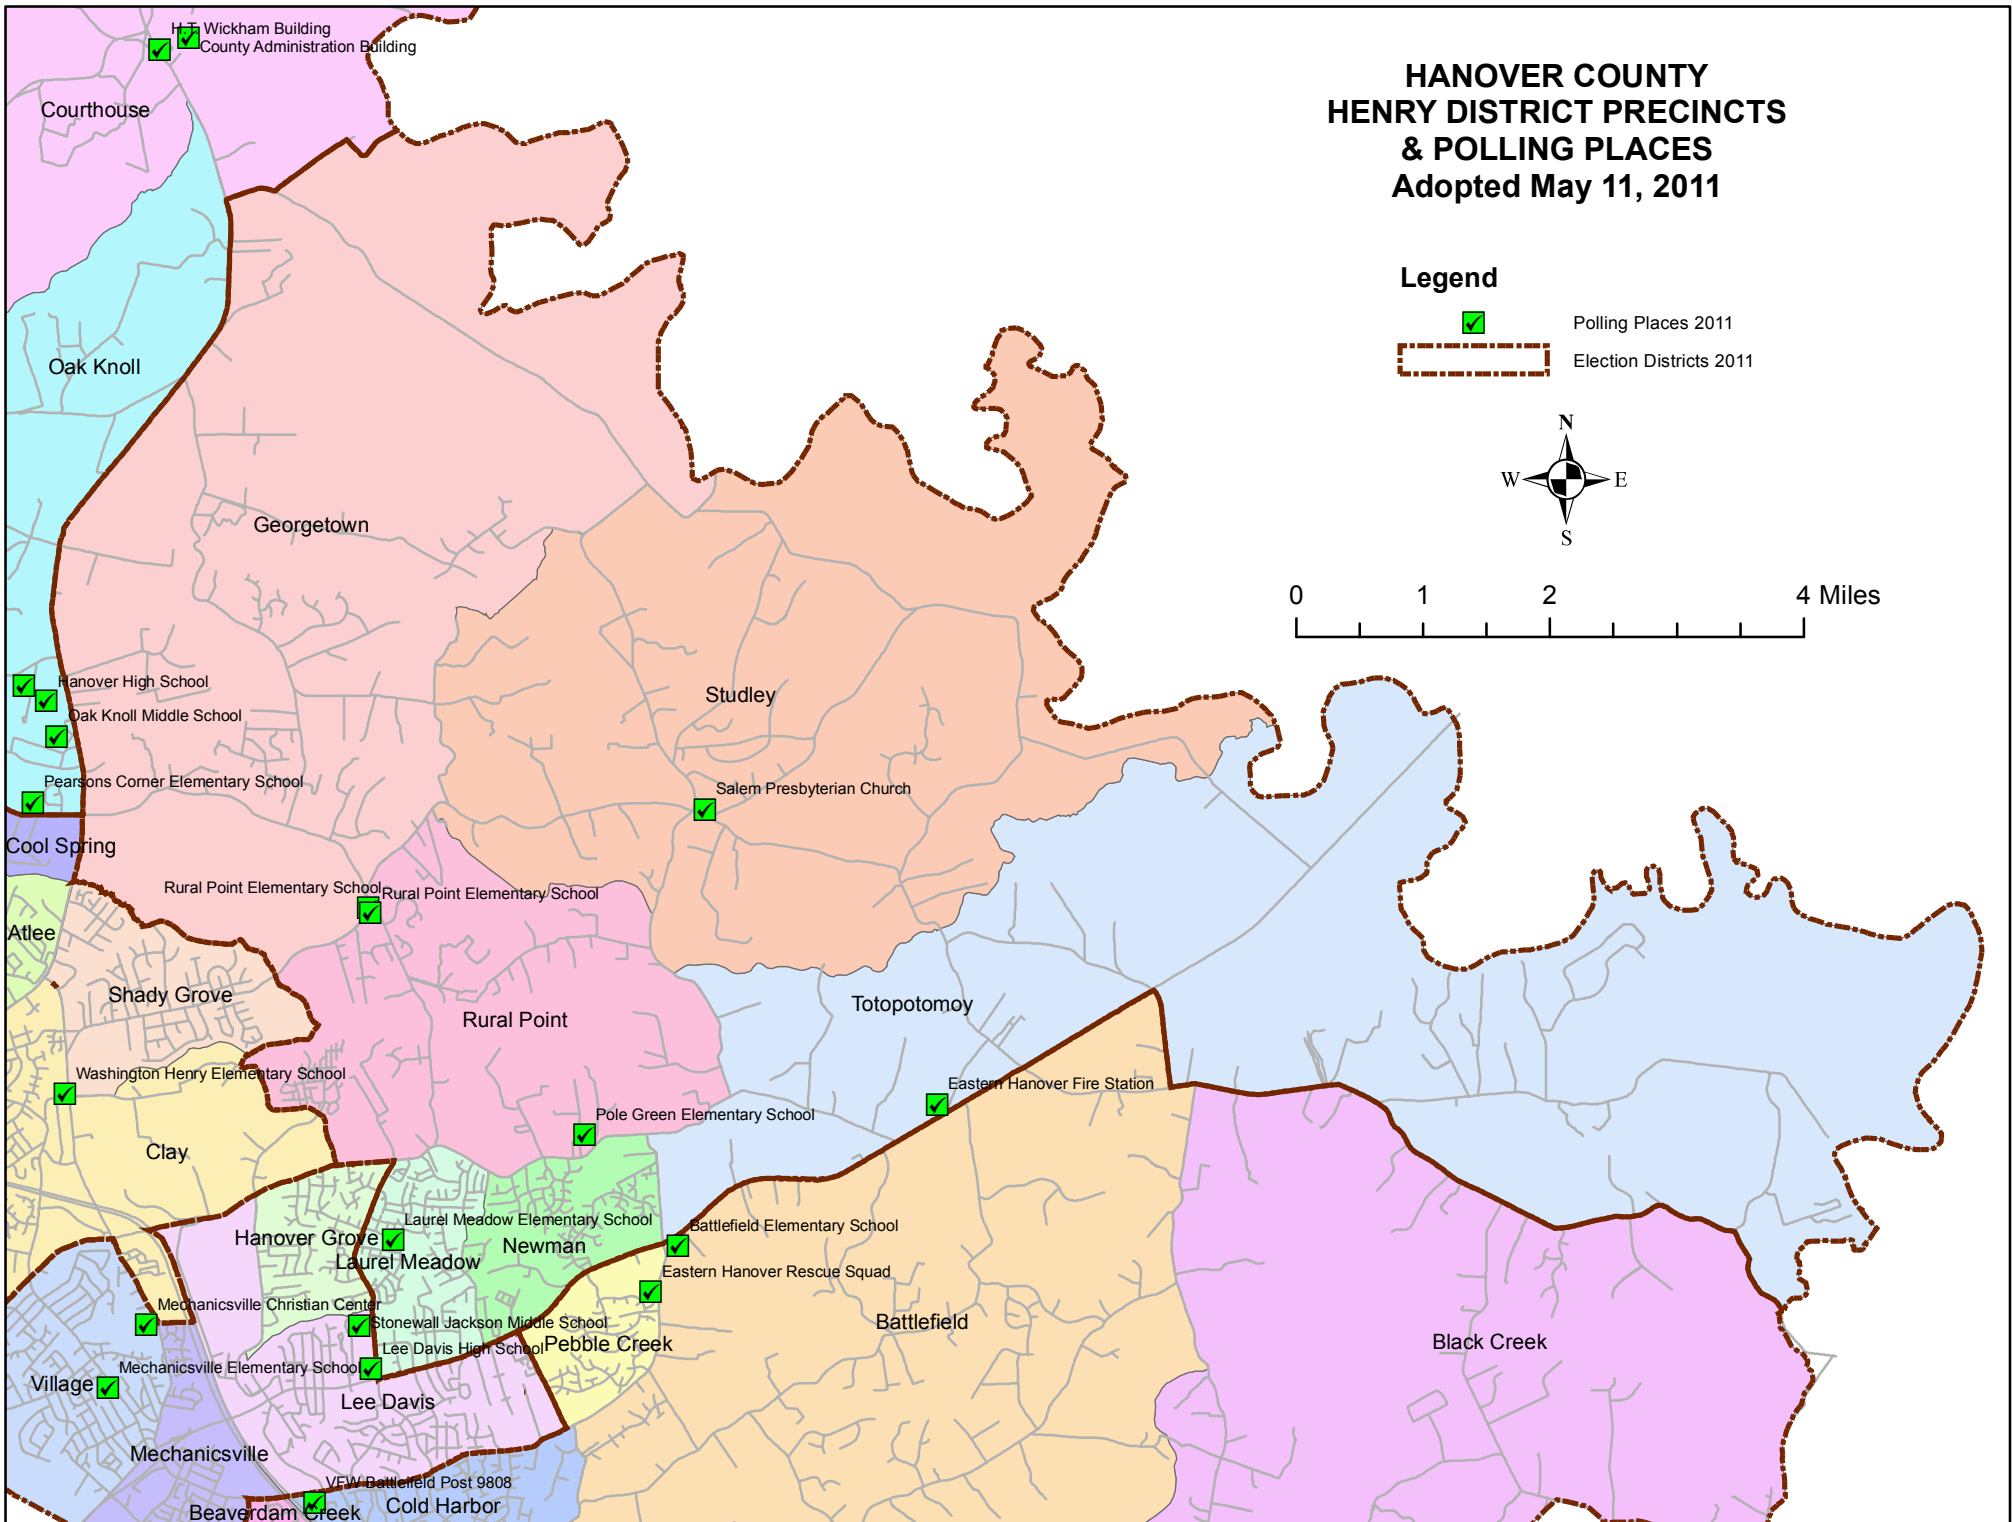 H.T. Wickham Building
County Administration Building
Courthouse
HANOVER COUNTY
HENRY DISTRICT PRECINCTS
& POLLING PLACES
Adopted May 11, 2011
Legend
Polling Places 2011
Election Districts 2011
N
W E
S
0 1 2 4 Miles
Oak Knoll
Georgetown
Hanover High School
Oak Knoll Middle School
Studley
Pearsons Corner Elementary School
Salem Presbyterian Church
Cool Spring
Rural Point Elementary School
Rural Point Elementary School
Atlee
Shady Grove
Rural Point
Totopotomoy
Washington Henry Elementary School
Eastern Hanover Fire Station
Pole Green Elementary School
Clay
Laurel Meadow Elementary School
Battlefield Elementary School
Hanover Grove
Newman
Laurel Meadow
Eastern Hanover Rescue Squad
Mechanicsville Christian Center
Stonewall Jackson Middle School
Battlefield
Black Creek
Lee Davis High School
Pebble Creek
Mechanicsville Elementary School
Village
Lee Davis
Mechanicsville
VFW Battlefield Post 9808
Cold Harbor
Beaverdam Creek